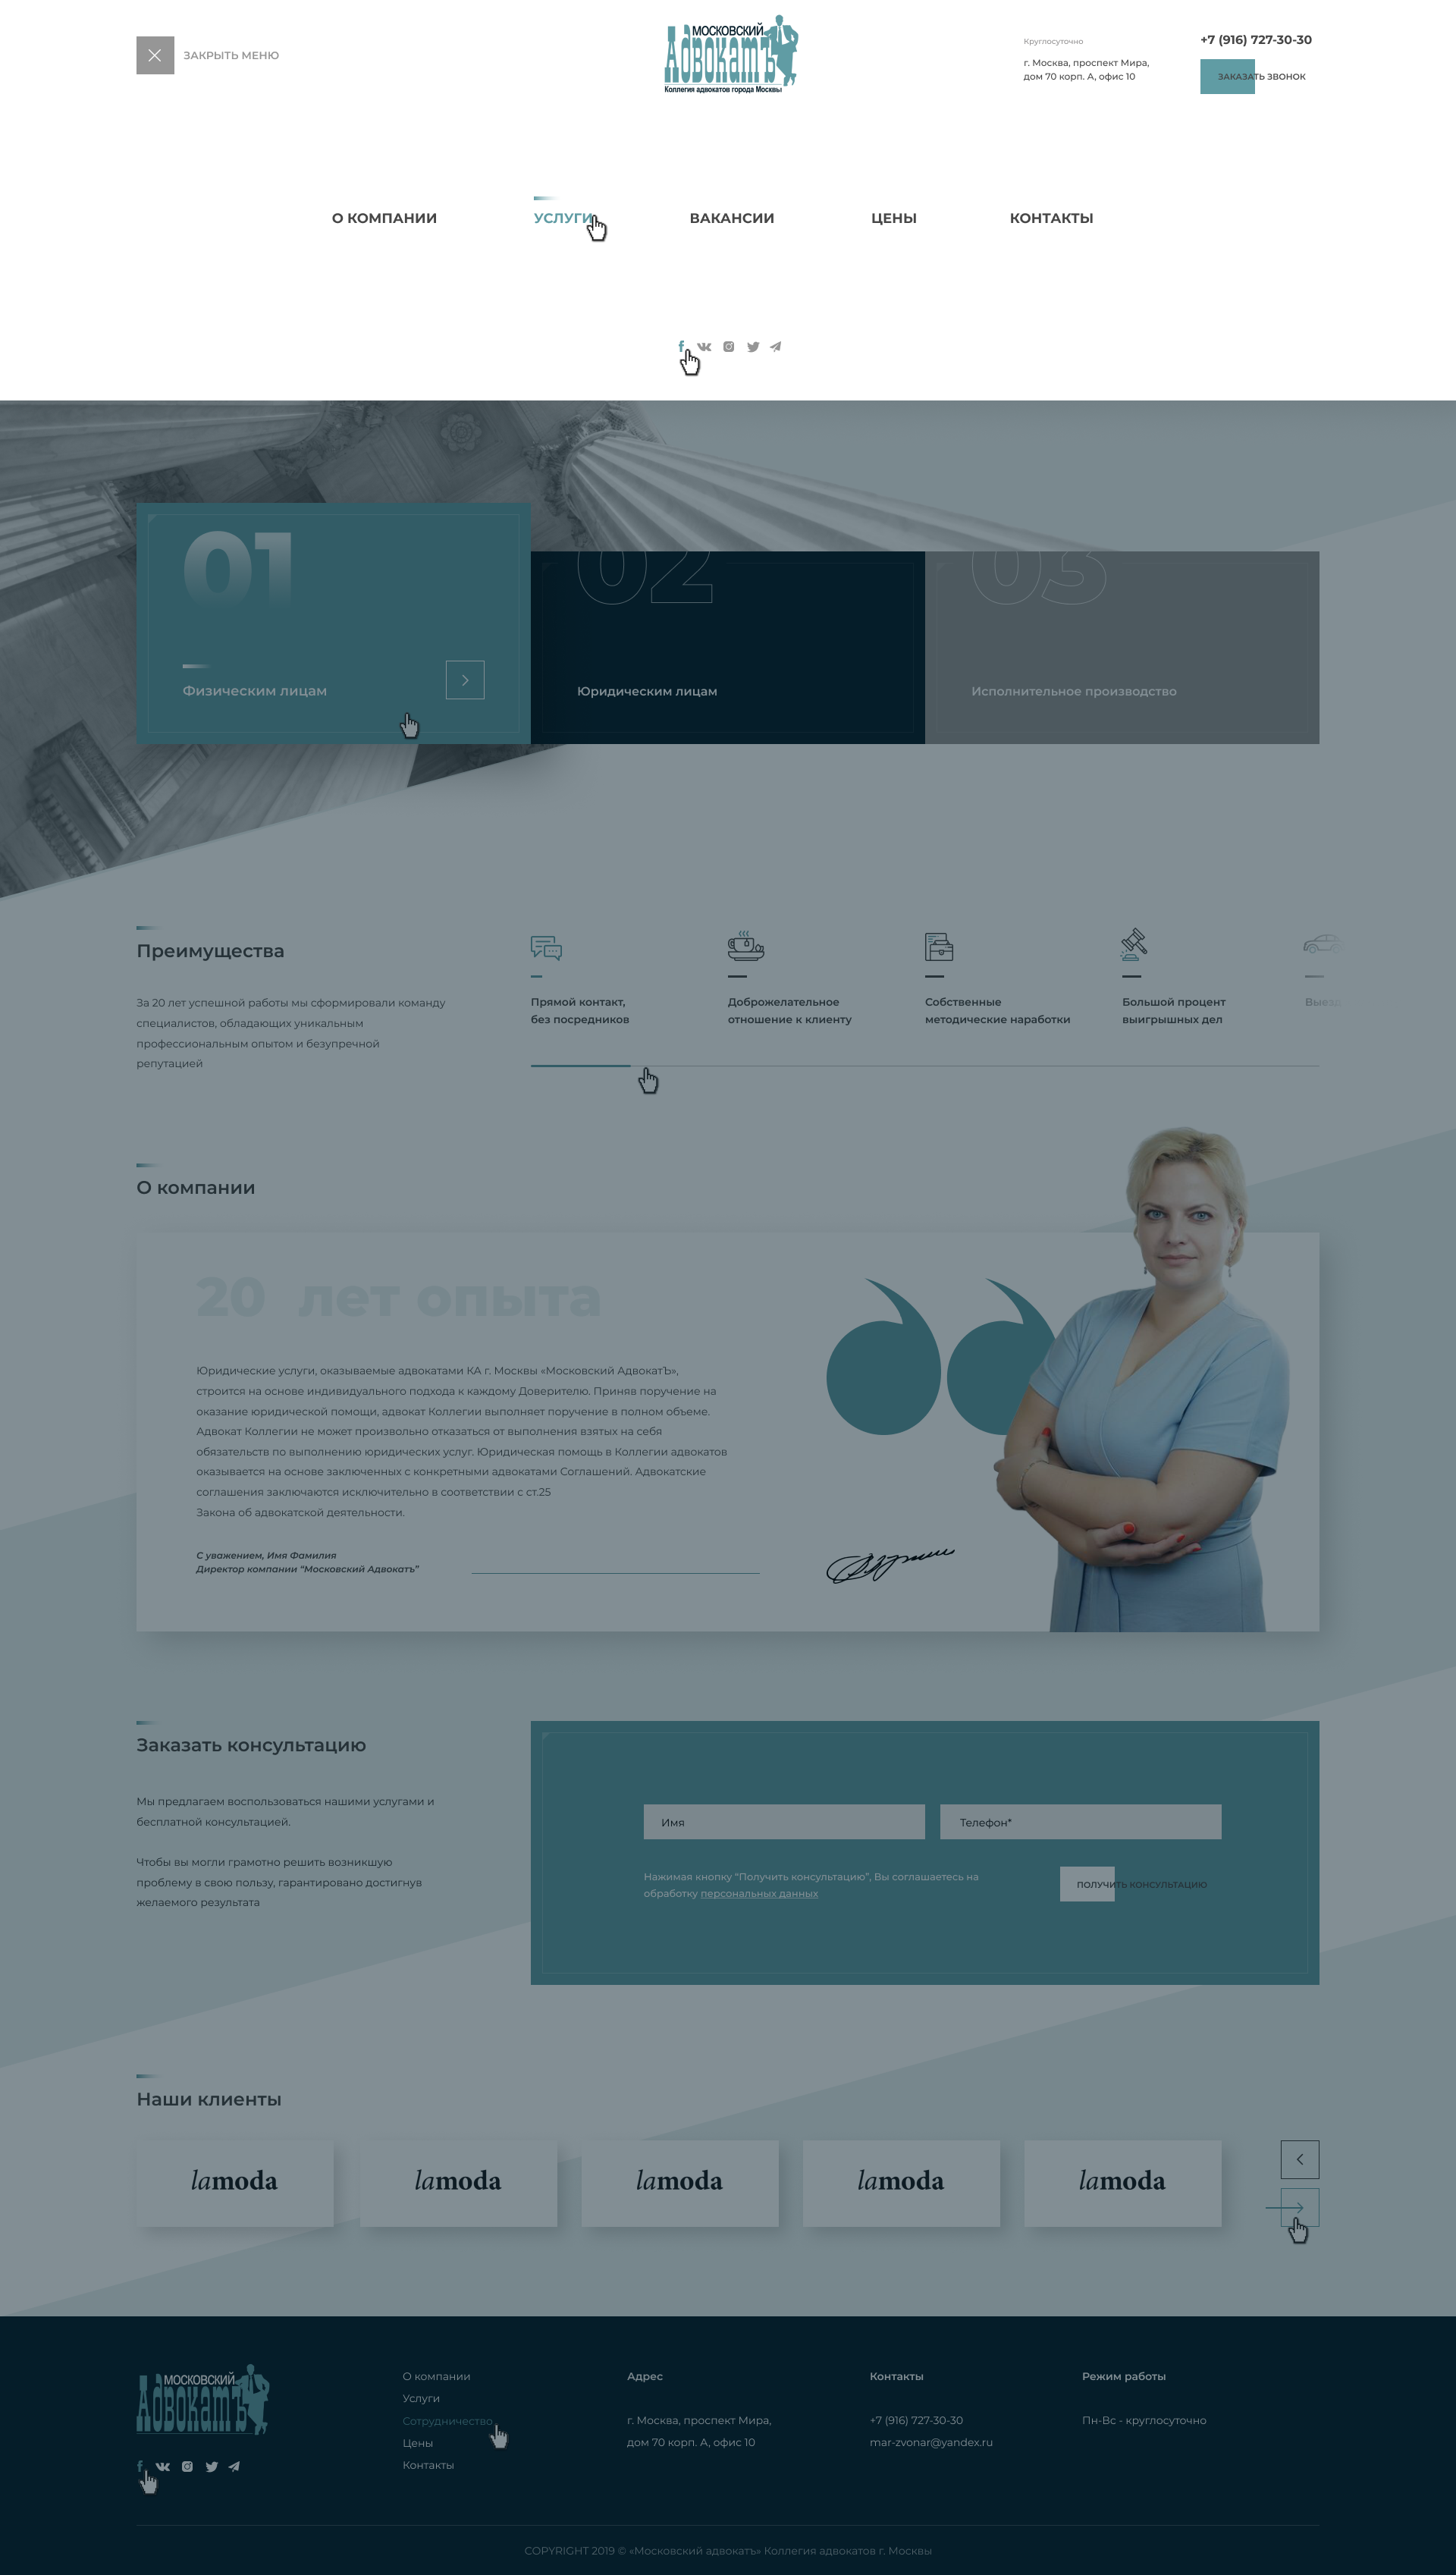 ЗАКРЫТЬ МЕНЮ
МОСКОВСКИЙ
АдвокатЪ
Коллегия адвокатов города Москвы
Круглосуточно
г. Москва, проспект Мира,
дом 70 корп. А, офис 10
+7 (916) 727-30-30
ЗАКАЗАТЬ ЗВОНОК
О КОМПАНИИ
УСЛУГИ
ВАКАНСИИ
ЦЕНЫ
КОНТАКТЫ
01
Физическим лицам
02
Юридическим лицам
03
Исполнительное производство
Преимущества
За 20 лет успешной работы мы сформировали команду
специалистов, обладающих уникальным
профессиональным опытом и безупречной
репутацией
Прямой контакт,
без посредников
Доброжелательное
отношение к клиенту
Собственные
методические наработки
Большой процент
выигрышных дел
Выезд
О компании
20 лет опыта
Юридические услуги, оказываемые адвокатами КА г. Москвы «Московский АдвокатЪ»,
строится на основе индивидуального подхода к каждому Доверителю. Приняв поручение на
оказание юридической помощи, адвокат Коллегии выполняет поручение в полном объеме.
Адвокат Коллегии не может произвольно отказаться от выполнения взятых на себя
обязательств по выполнению юридических услуг. Юридическая помощь в Коллегии адвокатов
оказывается на основе заключенных с конкретными адвокатами Соглашений. Адвокатские
соглашения заключаются исключительно в соответствии с ст.25
Закона об адвокатской деятельности.
С уважением, Имя Фамилия
Директор компании “Московский Адвокатъ”
Заказать консультацию
Мы предлагаем воспользоваться нашими услугами и
бесплатной консультацией.
Чтобы вы могли грамотно решить возникшую
проблему в свою пользу, гарантировано достигнув
желаемого результата
Имя
Телефон*
Нажимая кнопку “Получить консультацию”, Вы соглашаетесь на
обработку персональных данных
ПОЛУЧИТЬ КОНСУЛЬТАЦИЮ
Наши клиенты
lamoda
lamoda
lamoda
lamoda
lamoda
МОСКОВСКИЙ
АдвокатЪ
О компании
Услуги
Сотрудничество
Цены
Контакты
Адрес
г. Москва, проспект Мира,
дом 70 корп. А, офис 10
Контакты
+7 (916) 727-30-30
mar-zvonar@yandex.ru
Режим работы
Пн-Вс - круглосуточно
COPYRIGHT 2019 © «Московский адвокатъ» Коллегия адвокатов г. Москвы